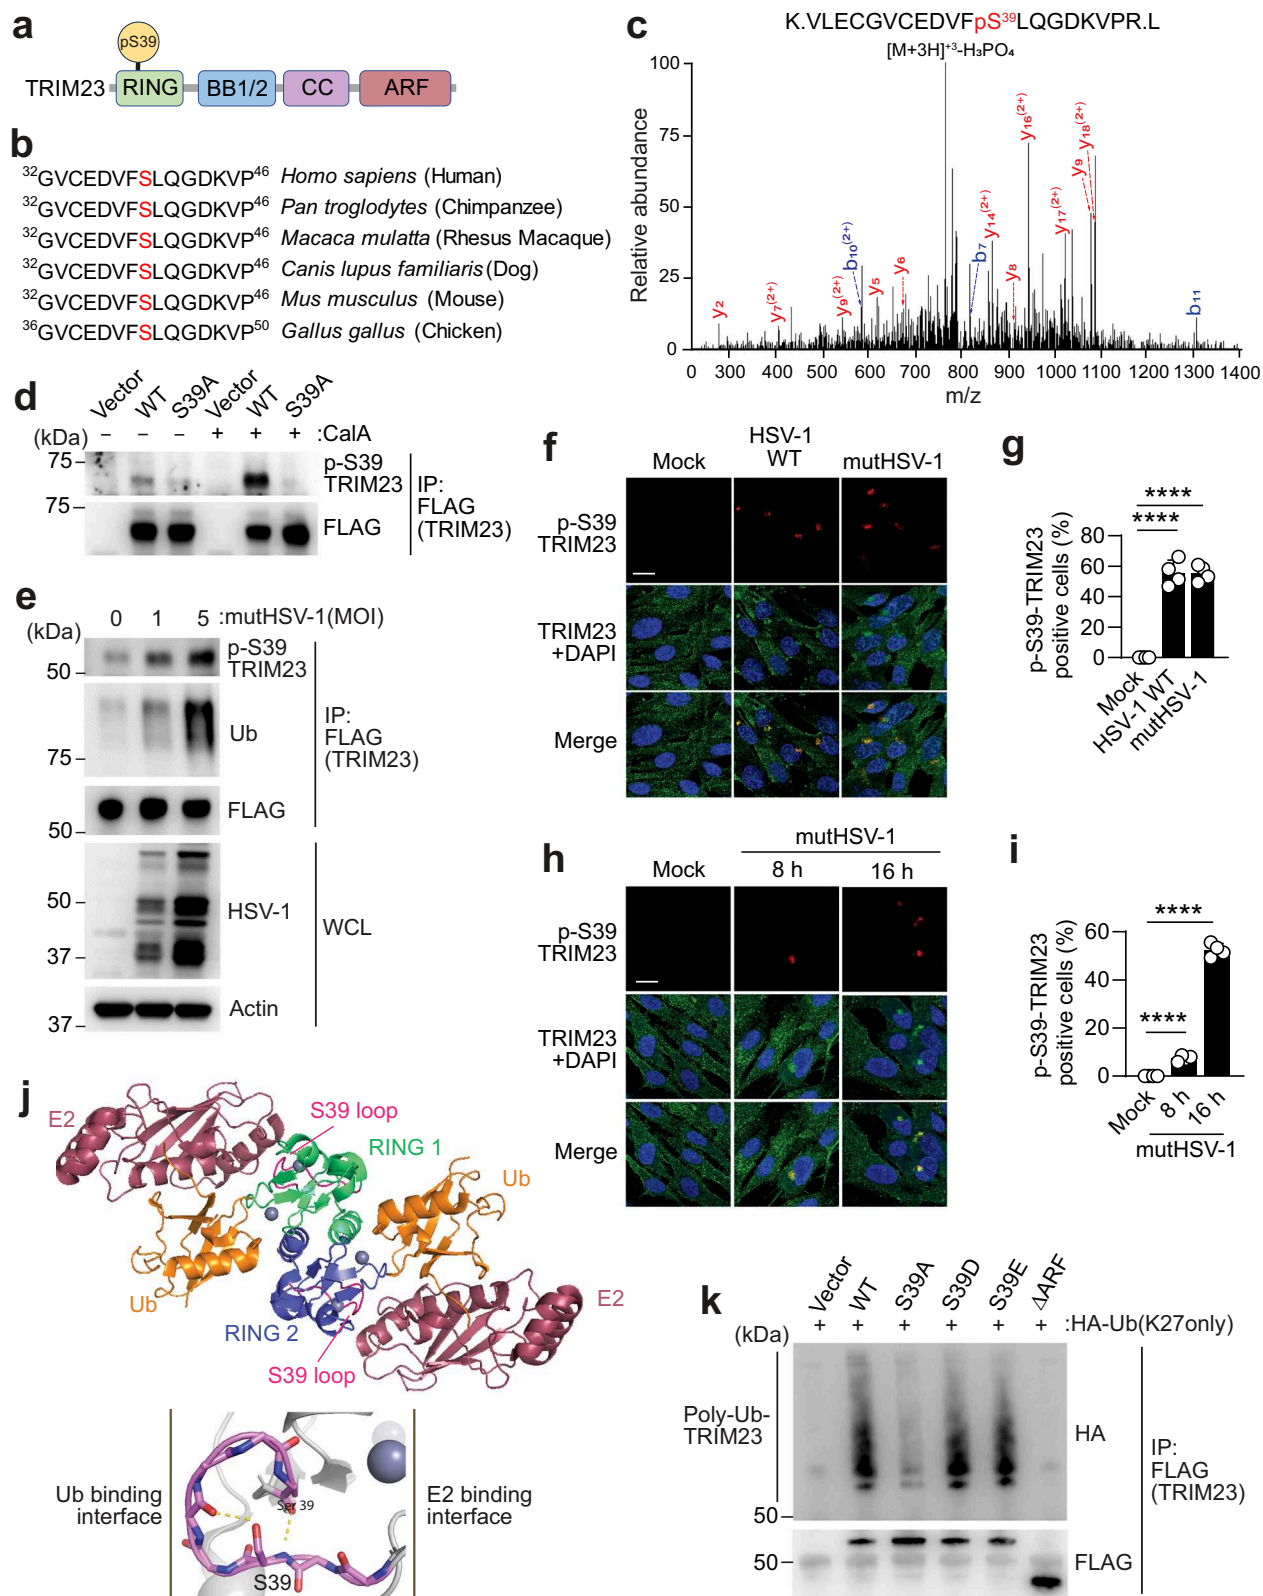 a
pS39
TRIM23
RING
BB1/2
CC
ARF
b
³²GVCEDVFSLQGDKVP⁴⁶ Homo sapiens (Human)
³²GVCEDVFSLQGDKVP⁴⁶ Pan troglodytes (Chimpanzee)
³²GVCEDVFSLQGDKVP⁴⁶ Macaca mulatta (Rhesus Macaque)
³²GVCEDVFSLQGDKVP⁴⁶ Canis lupus familiaris (Dog)
³²GVCEDVFSLQGDKVP⁴⁶ Mus musculus (Mouse)
³⁶GVCEDVFSLQGDKVP⁵⁰ Gallus gallus (Chicken)
c
K.VLECGVCEDVFpS³⁹LQGDKVPR.L
[M+3H]⁺³-H₃PO₄
Relative abundance
100
75
50
25
0
y₂
y₇⁽²⁺⁾
y₉⁽²⁺⁾
b₁₀⁽²⁺⁾
y₅
y₆
b₇
y₁₄⁽²⁺⁾
y₈
y₁₆⁽²⁺⁾
y₁₇⁽²⁺⁾
y₉
y₁₈⁽²⁺⁾
b₁₁
0 300 400 500 600 700 800 900 1000 1100 1200 1300 1400
m/z
d
Vector WT S39A Vector WT S39A
(kDa) – – – + + + :CalA
75
p-S39
TRIM23
75
FLAG
IP:
FLAG
(TRIM23)
e
0 1 5 :mutHSV-1(MOI)
(kDa)
p-S39
TRIM23
50
Ub
75
FLAG
50
IP:
FLAG
(TRIM23)
50
HSV-1
37
WCL
Actin
37
f
Mock
HSV-1
WT
mutHSV-1
p-S39
TRIM23
TRIM23
+DAPI
Merge
g
p-S39-TRIM23
positive cells (%)
****
****
80
60
40
20
0
Mock
HSV-1 WT
mutHSV-1
h
mutHSV-1
Mock 8 h 16 h
p-S39
TRIM23
TRIM23
+DAPI
Merge
i
p-S39-TRIM23
positive cells (%)
****
****
60
40
20
0
Mock
8 h
16 h
mutHSV-1
j
E2
S39 loop
RING 1
Ub
Ub
RING 2
E2
S39 loop
Ub binding
interface
Ser 39
S39
E2 binding
interface
k
Vector WT S39A S39D S39E ΔARF
+ + + + + + :HA-Ub(K27only)
(kDa)
Poly-Ub-
TRIM23
HA
50
50
FLAG
IP:
FLAG
(TRIM23)